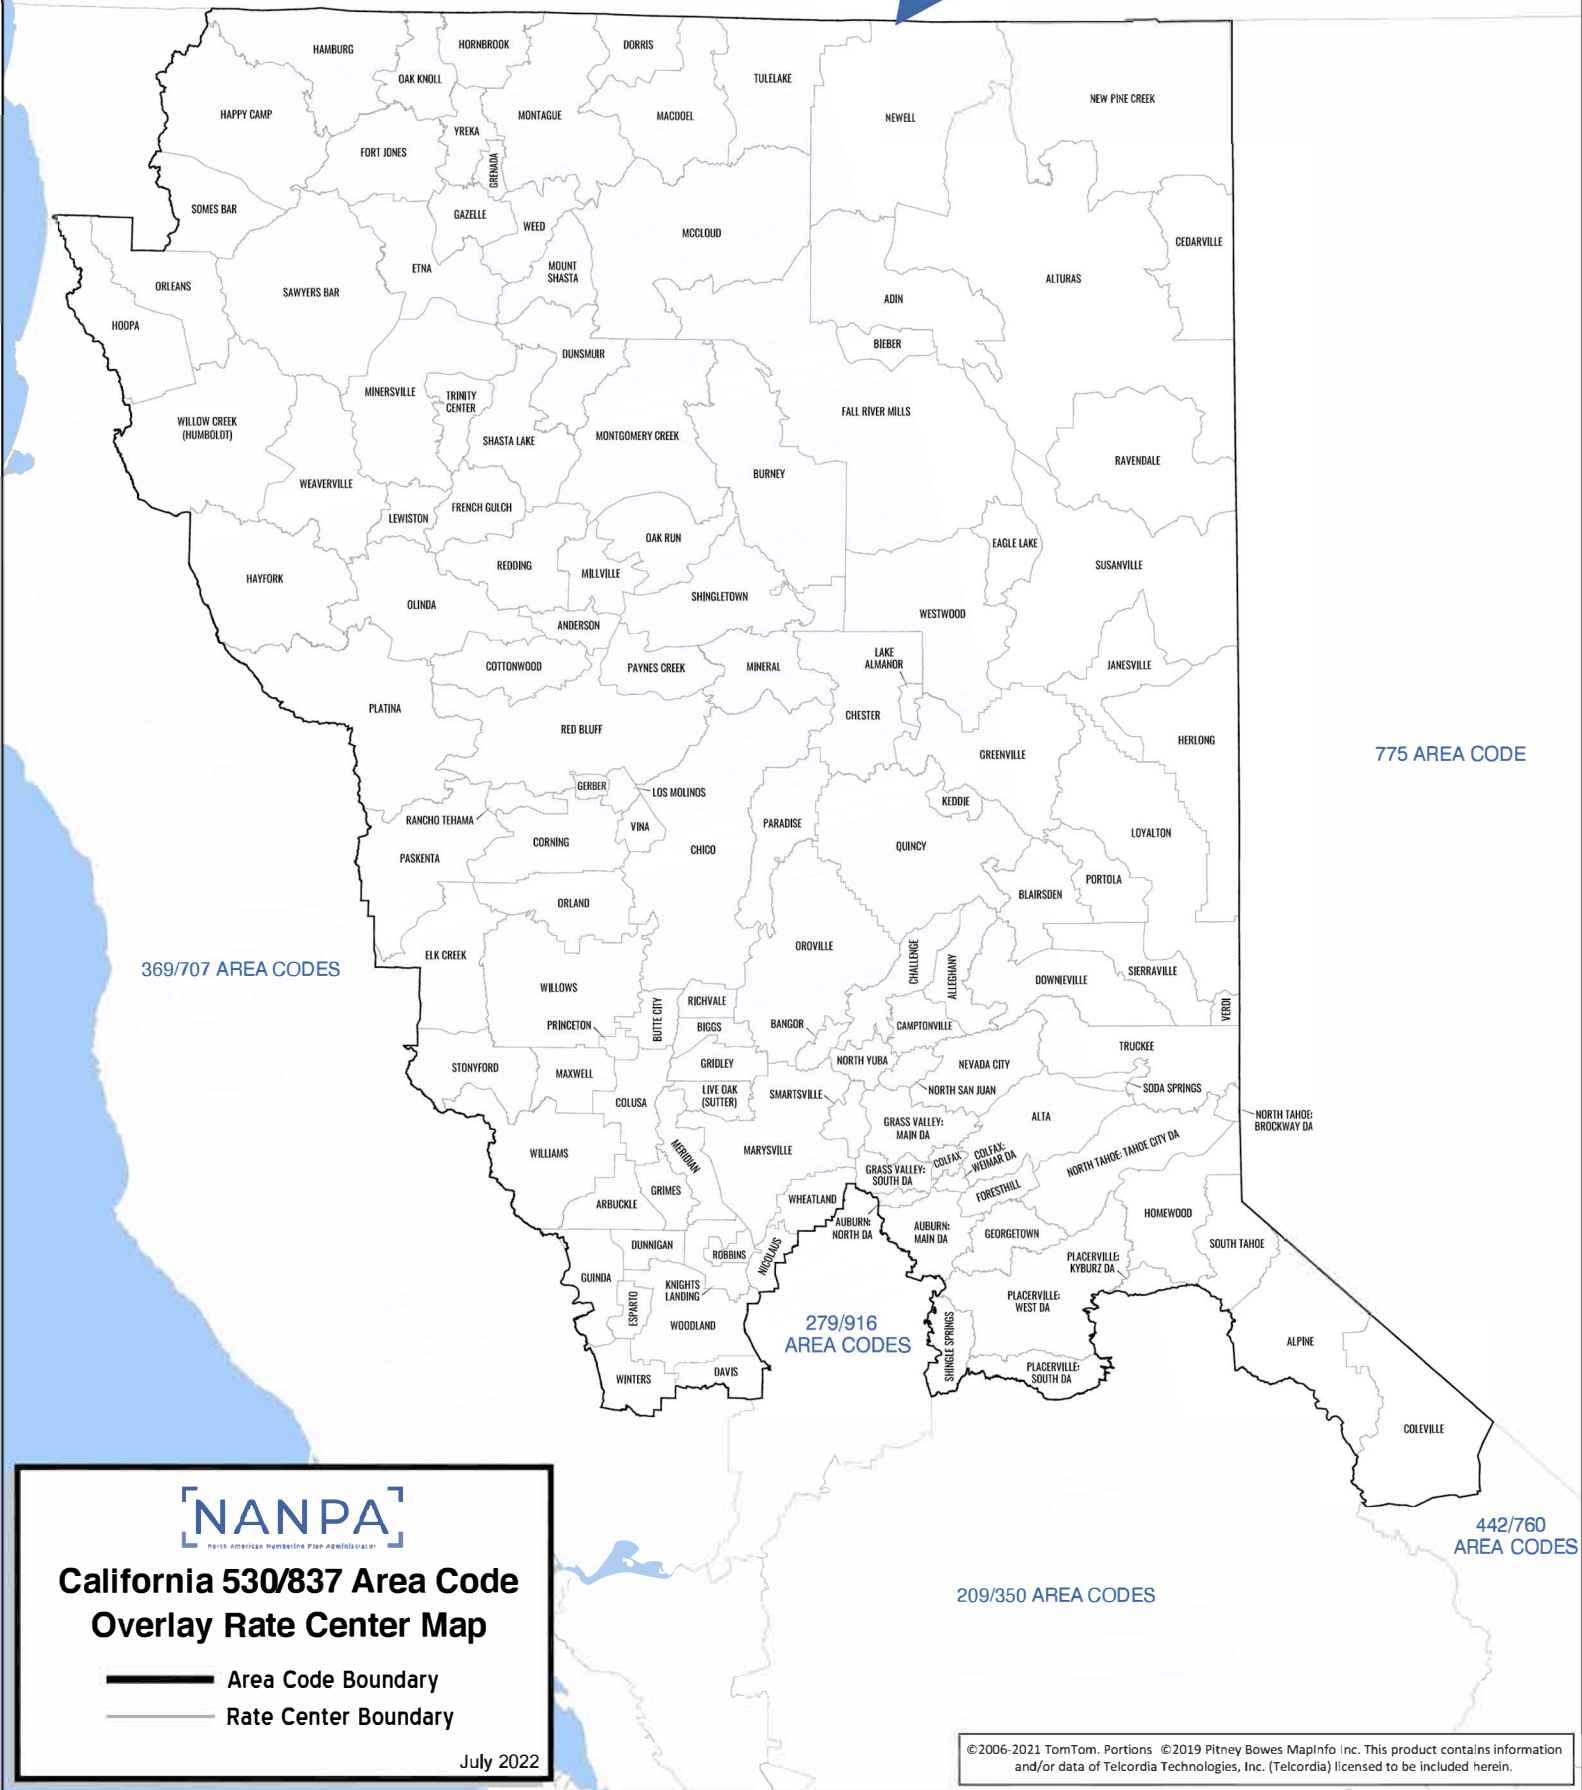 HAMBURG
HORNBROOK
DORRIS
OAK KNOLL
TULELAKE
NEW PINE CREEK
HAPPY CAMP
MONTAGUE
MACDOEL
NEWELL
YREKA
FORT JONES
GRENADA
SOMES BAR
GAZELLE
WEED
MCCLOUD
CEDARVILLE
ETNA
MOUNT
SHASTA
ALTURAS
ORLEANS
SAWYERS BAR
ADIN
HOOPA
BIEBER
DUNSMUIR
MINERSVILLE
TRINITY
CENTER
FALL RIVER MILLS
WILLOW CREEK
(HUMBOLDT)
SHASTA LAKE
MONTGOMERY CREEK
RAVENDALE
BURNEY
WEAVERVILLE
FRENCH GULCH
LEWISTON
OAK RUN
EAGLE LAKE
REDDING
MILLVILLE
SUSANVILLE
HAYFORK
SHINGLETOWN
OLINDA
WESTWOOD
ANDERSON
LAKE
ALMANOR
COTTONWOOD
PAYNES CREEK
MINERAL
JANESVILLE
PLATINA
CHESTER
RED BLUFF
HERLONG
GREENVILLE
775 AREA CODE
GERBER
LOS MOLINOS
KEDDIE
RANCHO TEHAMA
VINA
PARADISE
LOYALTON
CORNING
QUINCY
CHICO
PASKENTA
PORTOLA
BLAIRSDEN
ORLAND
OROVILLE
CHALLENGE
ELK CREEK
ALLEGHANY
369/707 AREA CODES
SIERRAVILLE
DOWNIEVILLE
WILLOWS
RICHVALE
VERDI
BUTTE CITY
PRINCETON
BIGGS
BANGOR
CAMPTONVILLE
TRUCKEE
NORTH YUBA
NEVADA CITY
STONYFORD
MAXWELL
GRIDLEY
SODA SPRINGS
LIVE OAK
(SUTTER)
SMARTSVILLE
NORTH SAN JUAN
COLUSA
ALTA
NORTH TAHOE:
BROCKWAY DA
GRASS VALLEY:
MAIN DA
WILLIAMS
MERIDIAN
MARYSVILLE
COLFAX
COLFAX:
WEIMAR DA
NORTH TAHOE: TAHOE CITY DA
GRASS VALLEY:
SOUTH DA
GRIMES
FORESTHILL
ARBUCKLE
WHEATLAND
HOMEWOOD
AUBURN:
NORTH DA
AUBURN:
MAIN DA
GEORGETOWN
DUNNIGAN
ROBBINS
NICOLAUS
SOUTH TAHOE
PLACERVILLE:
KYBURZ DA
GUINDA
KNIGHTS
LANDING
PLACERVILLE:
WEST DA
ESPARTO
WOODLAND
279/916
AREA CODES
SHINGLE SPRINGS
ALPINE
WINTERS
DAVIS
PLACERVILLE:
SOUTH DA
COLEVILLE
442/760
AREA CODES
209/350 AREA CODES
NANPA
North American Numbering Plan Administrator
California 530/837 Area Code
Overlay Rate Center Map
Area Code Boundary
Rate Center Boundary
July 2022
©2006-2021 TomTom. Portions ©2019 Pitney Bowes MapInfo Inc. This product contains information
and/or data of Telcordia Technologies, Inc. (Telcordia) licensed to be included herein.